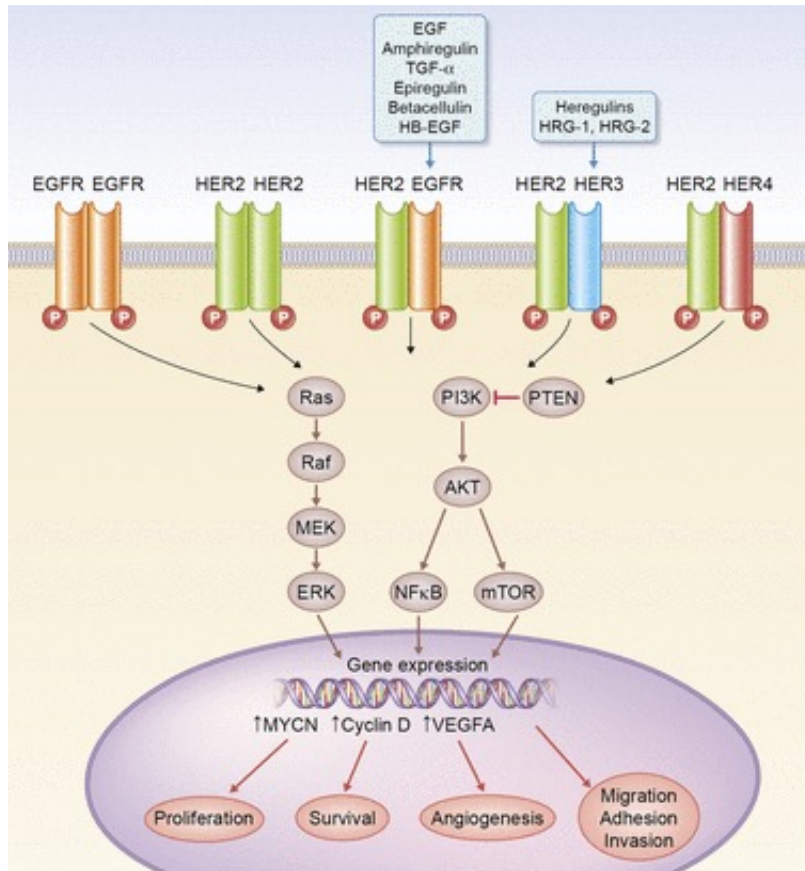 EGF
Amphiregulin
TGF-α
Epiregulin
Betacellulin
HB-EGF
Heregulins
HRG-1, HRG-2
EGFR EGFR
HER2 HER2
HER2 EGFR
HER2 HER3
HER2 HER4
P P P P P P P P P P
Ras
PI3K
PTEN
Raf
AKT
MEK
ERK
NFκB
mTOR
Gene expression
↑MYCN ↑Cyclin D ↑VEGFA
Proliferation
Survival
Angiogenesis
Migration
Adhesion
Invasion